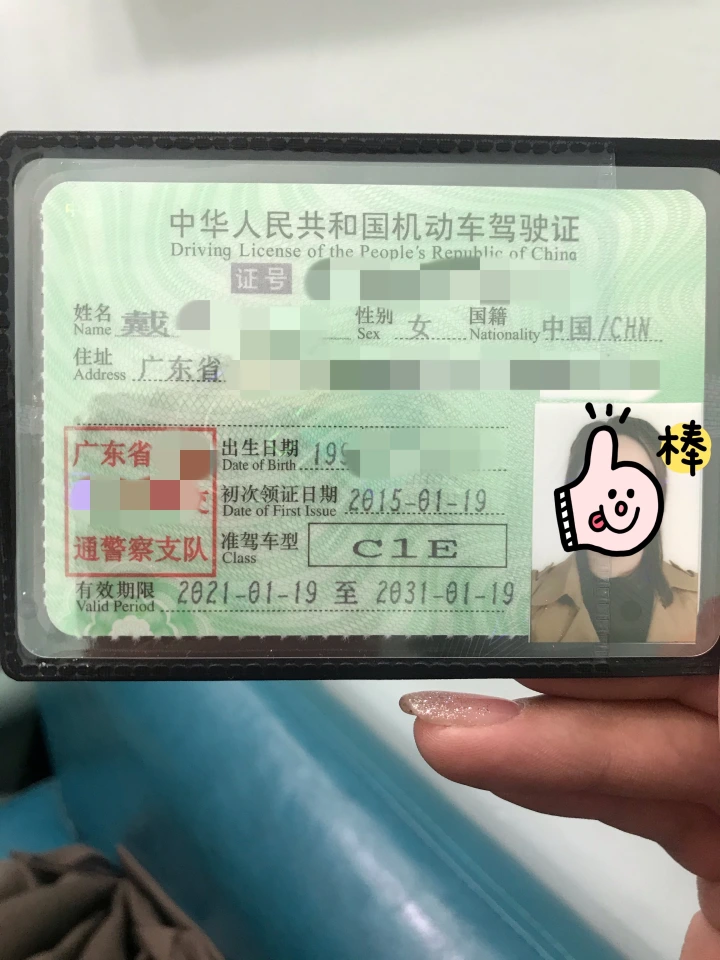 中华人民共和国机动车驾驶证
Driving License of the People's Republic of China
证号
姓名 戴 性别 女 国籍 中国/CHN
Name Sex Nationality
住址 广东省
Address
广东省
通警察支队
出生日期 199
Date of Birth
初次领证日期 2015-01-19
Date of First Issue
准驾车型 C1E
Class
有效期限 2021-01-19 至 2031-01-19
Valid Period
棒